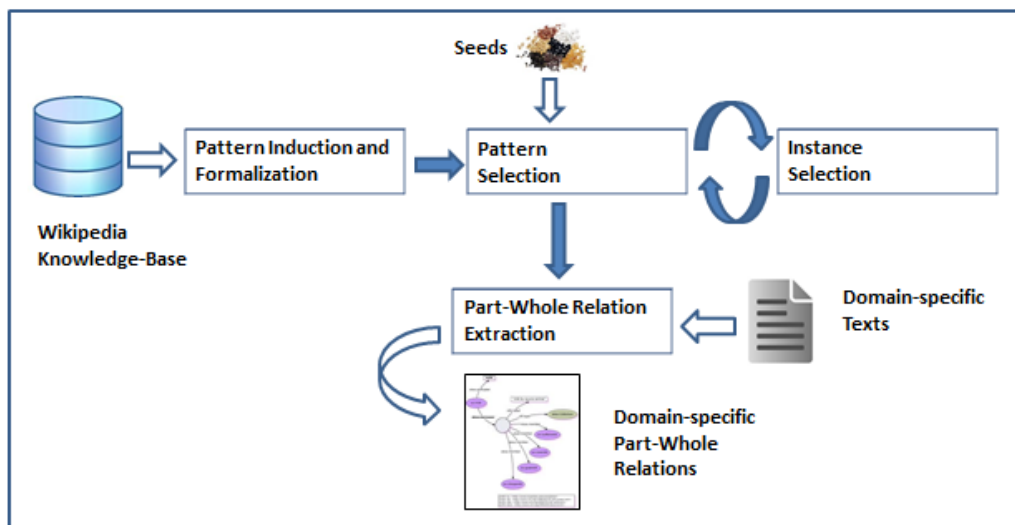 Seeds
Pattern Induction and
Formalization
Pattern
Selection
Instance
Selection
Wikipedia
Knowledge-Base
Part-Whole Relation
Extraction
Domain-specific
Texts
Domain-specific
Part-Whole
Relations